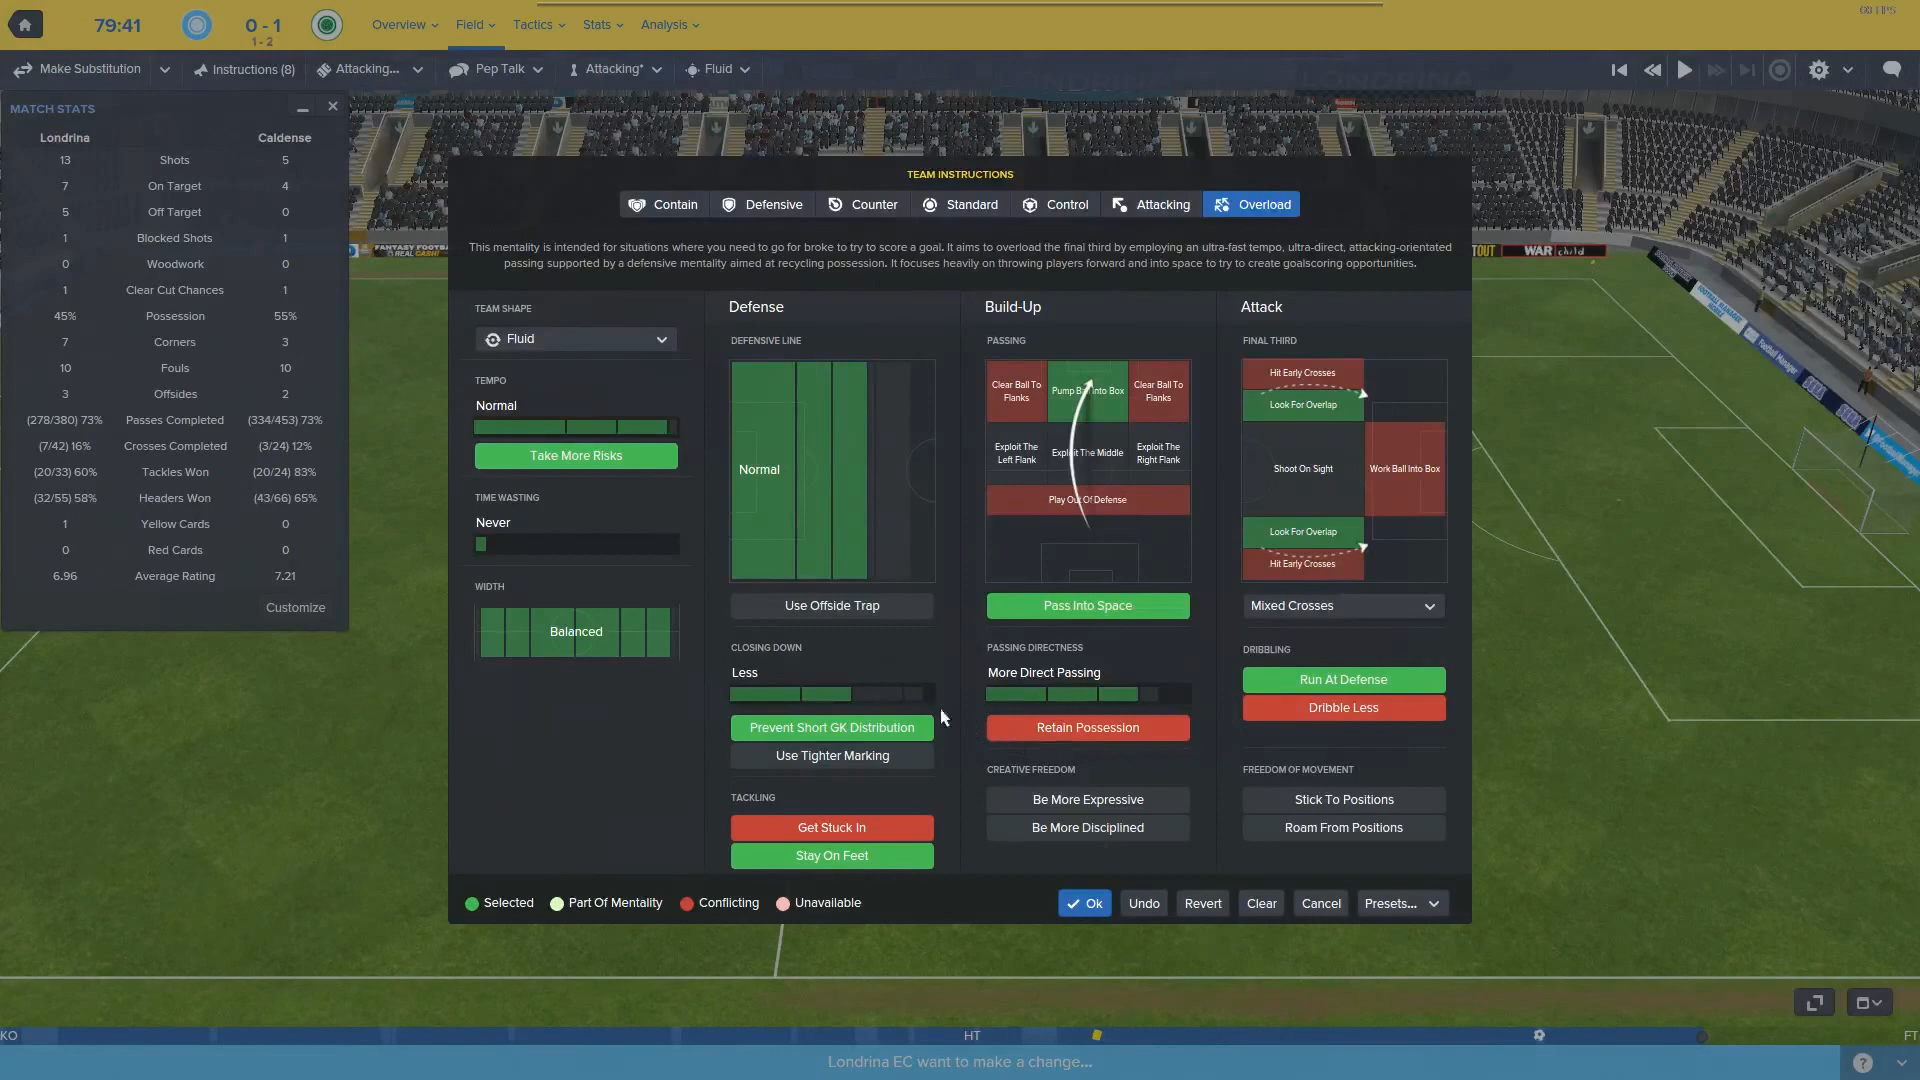 79:41
0 - 1
1 - 2
Overview
Field
Tactics
Stats
Analysis
Make Substitution
Instructions (8)
Attacking...
Pep Talk
Attacking*
Fluid
MATCH STATS
Londrina
Caldense
13 Shots 5
7 On Target 4
5 Off Target 0
1 Blocked Shots 1
0 Woodwork 0
1 Clear Cut Chances 1
45% Possession 55%
7 Corners 3
10 Fouls 10
3 Offsides 2
(278/380) 73% Passes Completed (334/453) 73%
(7/42) 16% Crosses Completed (3/24) 12%
(20/33) 60% Tackles Won (20/24) 83%
(32/55) 58% Headers Won (43/66) 65%
1 Yellow Cards 0
0 Red Cards 0
6.96 Average Rating 7.21
Customize
TEAM INSTRUCTIONS
Contain
Defensive
Counter
Standard
Control
Attacking
Overload
This mentality is intended for situations where you need to go for broke to try to score a goal. It aims to overload the final third by employing an ultra-fast tempo, ultra-direct, attacking-orientated
passing supported by a defensive mentality aimed at recycling possession. It focuses heavily on throwing players forward and into space to try to create goalscoring opportunities.
TEAM SHAPE
Fluid
TEMPO
Normal
Take More Risks
TIME WASTING
Never
WIDTH
Balanced
Defense
DEFENSIVE LINE
Normal
Use Offside Trap
CLOSING DOWN
Less
Prevent Short GK Distribution
Use Tighter Marking
TACKLING
Get Stuck In
Stay On Feet
Build-Up
PASSING
Clear Ball To
Flanks
Pump Ball Into Box
Clear Ball To
Flanks
Exploit The
Left Flank
Exploit The Middle
Exploit The
Right Flank
Play Out Of Defense
Pass Into Space
PASSING DIRECTNESS
More Direct Passing
Retain Possession
CREATIVE FREEDOM
Be More Expressive
Be More Disciplined
Attack
FINAL THIRD
Hit Early Crosses
Look For Overlap
Shoot On Sight
Work Ball Into Box
Look For Overlap
Hit Early Crosses
Mixed Crosses
DRIBBLING
Run At Defense
Dribble Less
FREEDOM OF MOVEMENT
Stick To Positions
Roam From Positions
Selected
Part Of Mentality
Conflicting
Unavailable
Ok
Undo
Revert
Clear
Cancel
Presets...
WAR child
Football Manager
SEGA
KO
HT
FT
Londrina EC want to make a change...
?